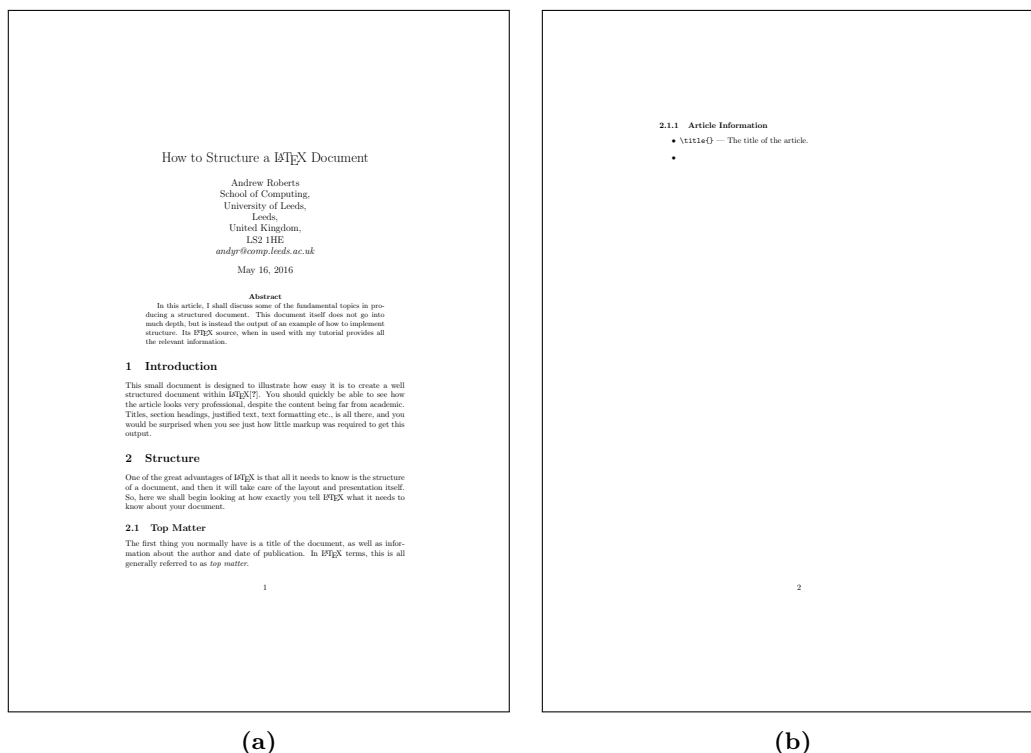 How to Structure a LATEX Document
Andrew Roberts
School of Computing,
University of Leeds,
Leeds,
United Kingdom,
LS2 1HE
andyr@comp.leeds.ac.uk
May 16, 2016
Abstract
In this article, I shall discuss some of the fundamental topics in pro-
ducing a structured document. This document itself does not go into
much depth, but is instead the output of an example of how to implement
structure. Its LATEX source, when in used with my tutorial provides all
the relevant information.
1 Introduction
This small document is designed to illustrate how easy it is to create a well
structured document within LATEX[?]. You should quickly be able to see how
the article looks very professional, despite the content being far from academic.
Titles, section headings, justified text, text formatting etc., is all there, and you
would be surprised when you see just how little markup was required to get this
output.
2 Structure
One of the great advantages of LATEX is that all it needs to know is the structure
of a document, and then it will take care of the layout and presentation itself.
So, here we shall begin looking at how exactly you tell LATEX what it needs to
know about your document.
2.1 Top Matter
The first thing you normally have is a title of the document, as well as infor-
mation about the author and date of publication. In LATEX terms, this is all
generally referred to as top matter.
1
(a)
2.1.1 Article Information
• \title{} — The title of the article.
•
2
(b)